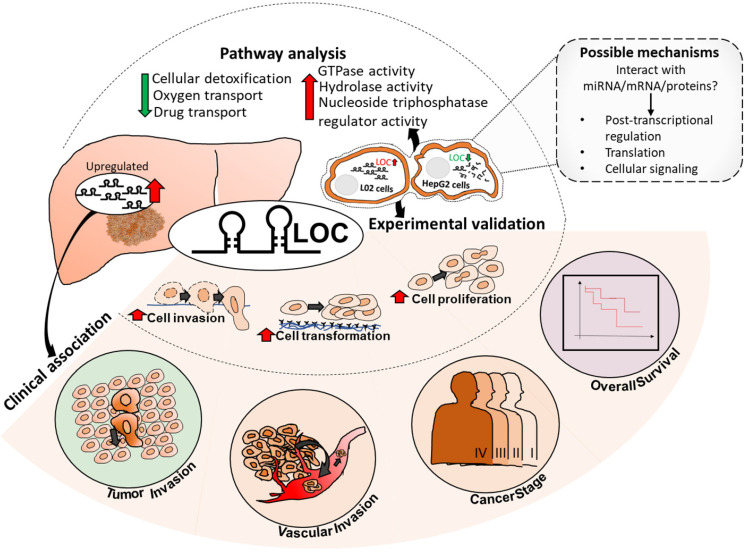 Pathway analysis
Cellular detoxification
Oxygen transport
Drug transport
GTPase activity
Hydrolase activity
Nucleoside triphosphatase
regulator activity
Possible mechanisms
Interact with
miRNA/mRNA/proteins?
• Post-transcriptional
regulation
• Translation
• Cellular signaling
Upregulated
LOC
L02 cells
LOC
HepG2 cells
LOC
Experimental validation
Cell invasion
Cell transformation
Cell proliferation
Clinical association
Tumor Invasion
Vascular Invasion
IV III II I
Cancer Stage
Overall Survival